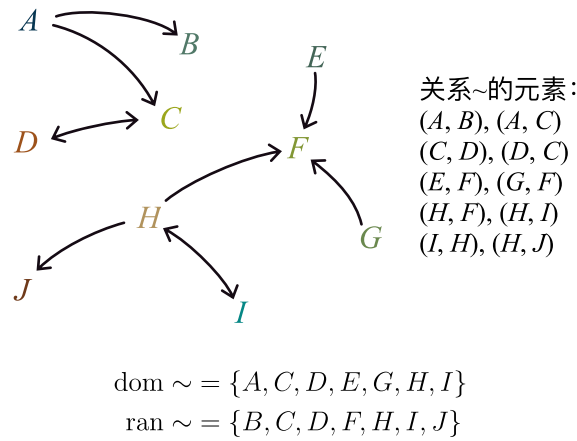 A
B
C
D
E
F
G
H
I
J
关系~的元素：
(A, B), (A, C)
(C, D), (D, C)
(E, F), (G, F)
(H, F), (H, I)
(I, H), (H, J)
dom ∼ = {A, C, D, E, G, H, I}
ran ∼ = {B, C, D, F, H, I, J}